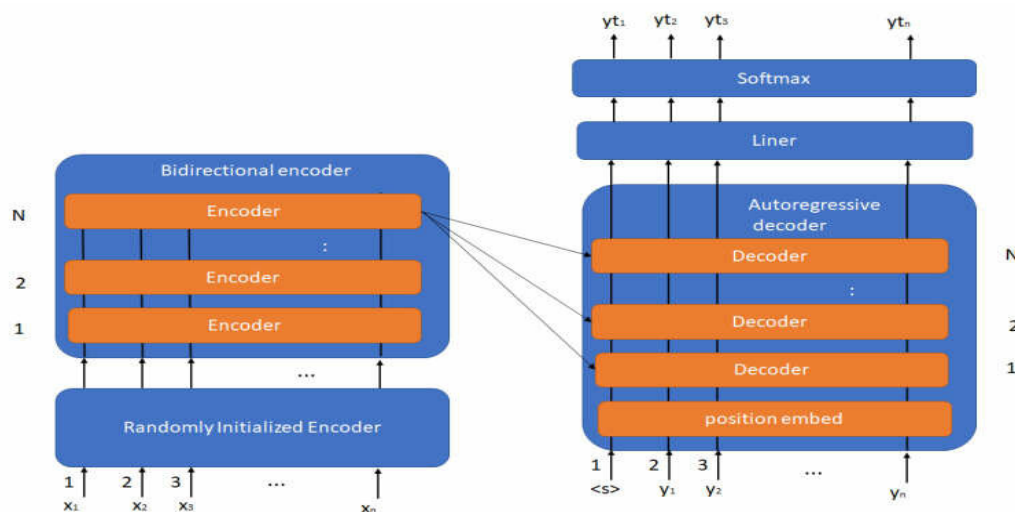 Bidirectional encoder
N
Encoder
:
2
Encoder
1
Encoder
...
Randomly Initialized Encoder
1 2 3 ...
x₁ x₂ x₃ xₙ
yt₁ yt₂ yt₃ ytₙ
Softmax
Liner
Autoregressive
decoder
Decoder
N
:
Decoder
2
Decoder
1
position embed
1 2 3 ...
<s> y₁ y₂ yₙ